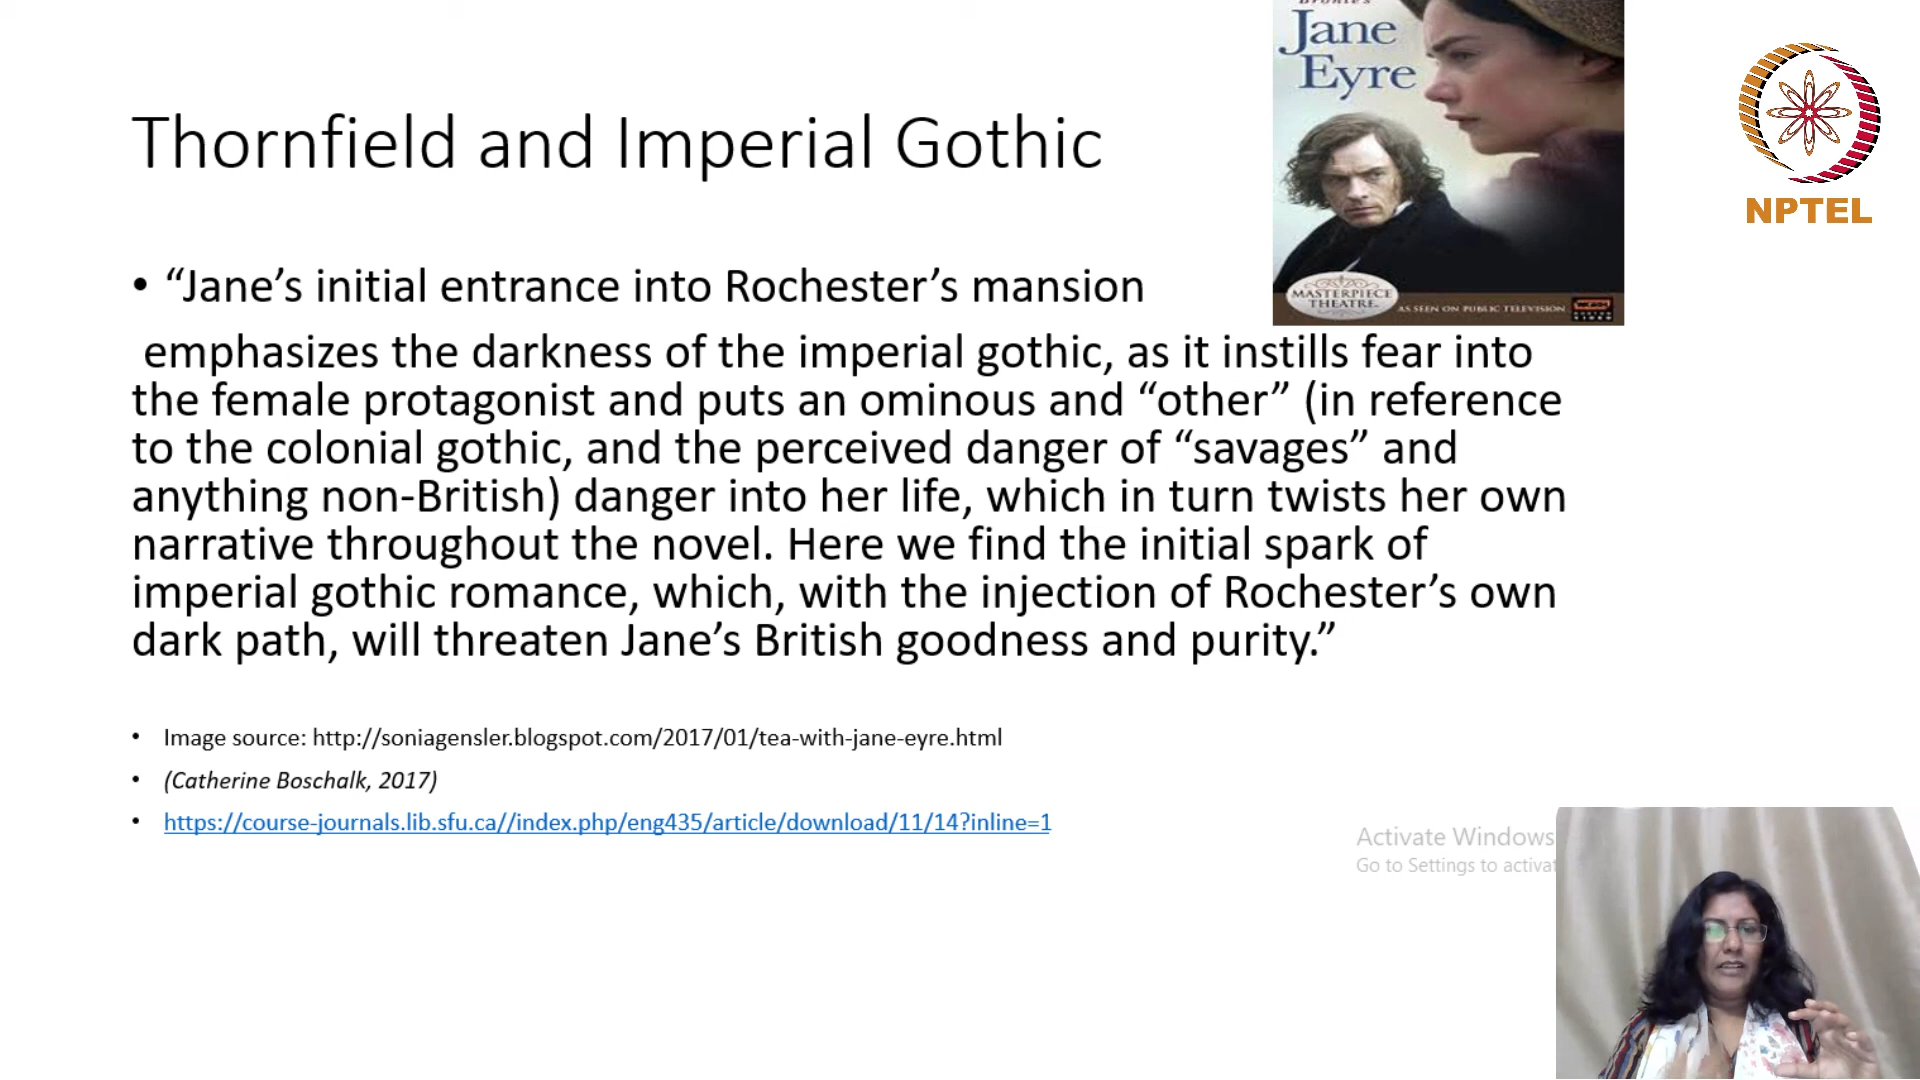 Brontë's
Jane
Eyre
NPTEL
MASTERPIECE
THEATRE
AS SEEN ON PUBLIC TELEVISION
VIDEO
Thornfield and Imperial Gothic
• “Jane’s initial entrance into Rochester’s mansion
emphasizes the darkness of the imperial gothic, as it instills fear into
the female protagonist and puts an ominous and “other” (in reference
to the colonial gothic, and the perceived danger of “savages” and
anything non-British) danger into her life, which in turn twists her own
narrative throughout the novel. Here we find the initial spark of
imperial gothic romance, which, with the injection of Rochester’s own
dark path, will threaten Jane’s British goodness and purity.”
• Image source: http://soniagensler.blogspot.com/2017/01/tea-with-jane-eyre.html
• (Catherine Boschalk, 2017)
• https://course-journals.lib.sfu.ca//index.php/eng435/article/download/11/14?inline=1
Activate Windows
Go to Settings to activat